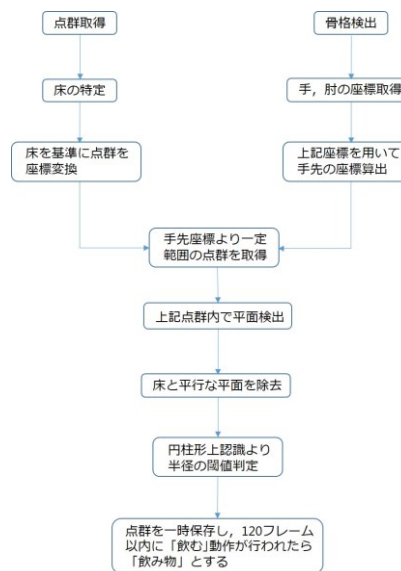 点群取得
骨格検出
床の特定
手，肘の座標取得
床を基準に点群を
座標変換
上記座標を用いて
手先の座標算出
手先座標より一定
範囲の点群を取得
上記点群内で平面検出
床と平行な平面を除去
円柱形上認識より
半径の閾値判定
点群を一時保存し，120フレーム
以内に「飲む」動作が行われたら
「飲み物」とする